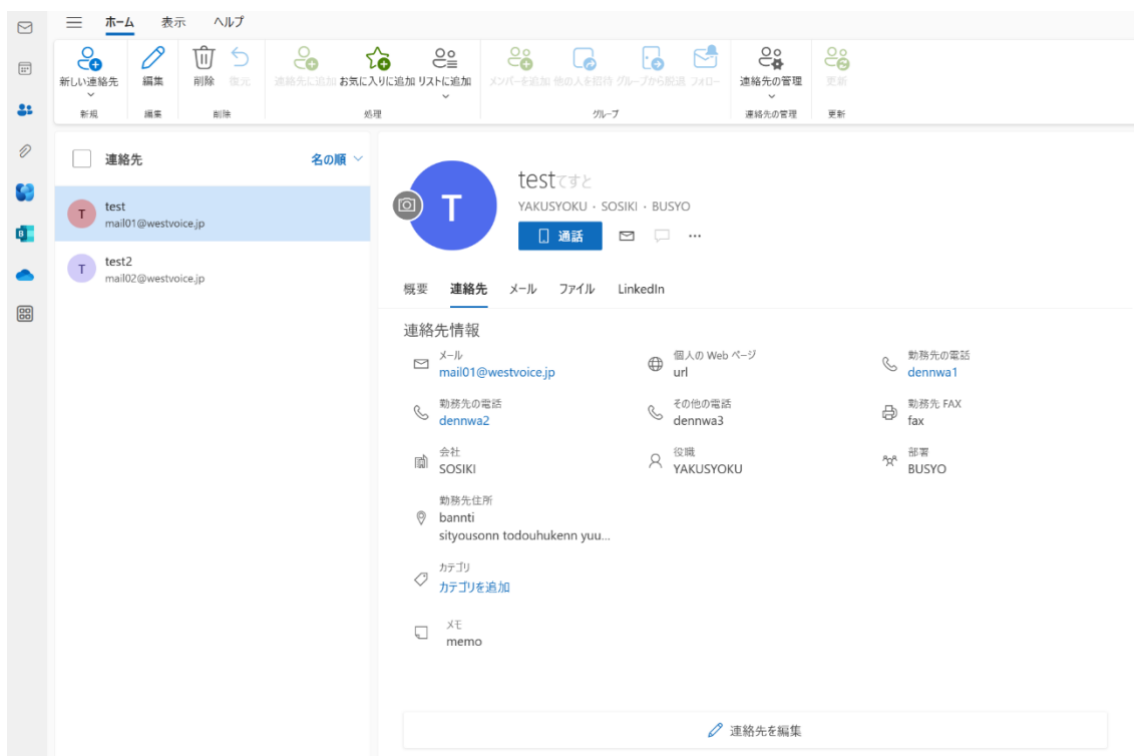 ホーム 表示 ヘルプ
新しい連絡先 編集 削除 復元 連絡先に追加 お気に入りに追加 リストに追加 メンバーを追加 他の人を招待 グループから脱退 フォロー 連絡先の管理 更新
新規 編集 削除 処理 グループ 連絡先の管理 更新
連絡先 名の順
T test
mail01@westvoice.jp
T test2
mail02@westvoice.jp
T
testてすと
YAKUSYOKU · SOSIKI · BUSYO
通話
概要 連絡先 メール ファイル LinkedIn
連絡先情報
メール 個人の Web ページ 勤務先の電話
mail01@westvoice.jp url dennwa1
勤務先の電話 その他の電話 勤務先 FAX
dennwa2 dennwa3 fax
会社 役職 部署
SOSIKI YAKUSYOKU BUSYO
勤務先住所
bannti
sityousonn todouhukenn yuu...
カテゴリ
カテゴリを追加
メモ
memo
連絡先を編集